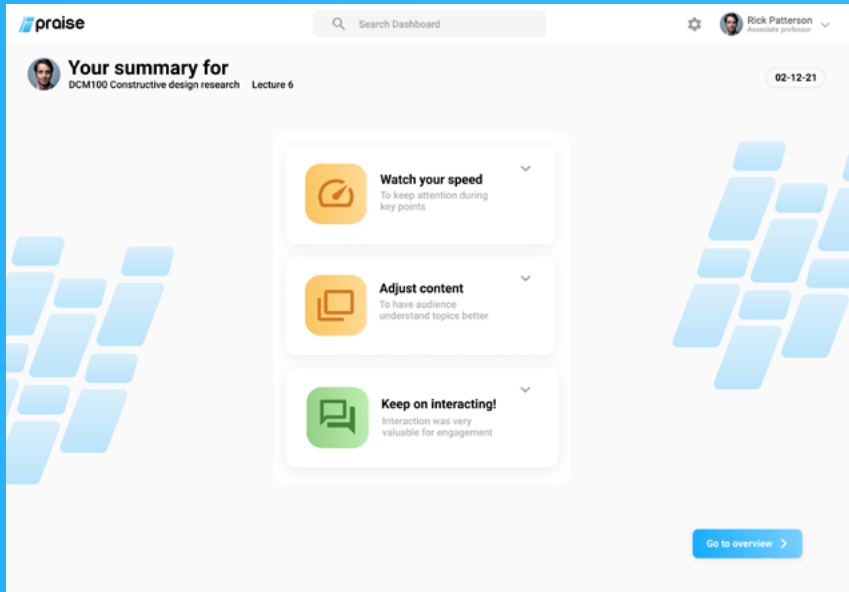 praise
Search Dashboard
Rick Patterson
Associate professor
Your summary for
DCM100 Constructive design research Lecture 6
02-12-21
Watch your speed
To keep attention during
key points
Adjust content
To have audience
understand topics better
Keep on interacting!
Interaction was very
valuable for engagement
Go to overview